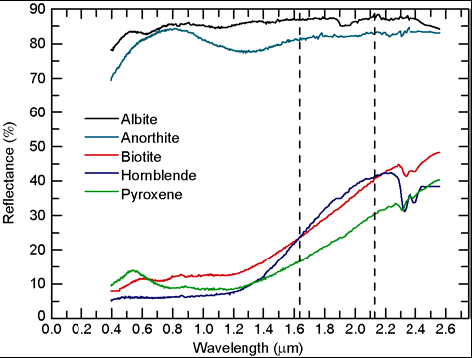 90
80
70
60
50
40
30
20
10
0
Reflectance (%)
Albite
Anorthite
Biotite
Hornblende
Pyroxene
0.0 0.2 0.4 0.6 0.8 1.0 1.2 1.4 1.6 1.8 2.0 2.2 2.4 2.6
Wavelength (μm)